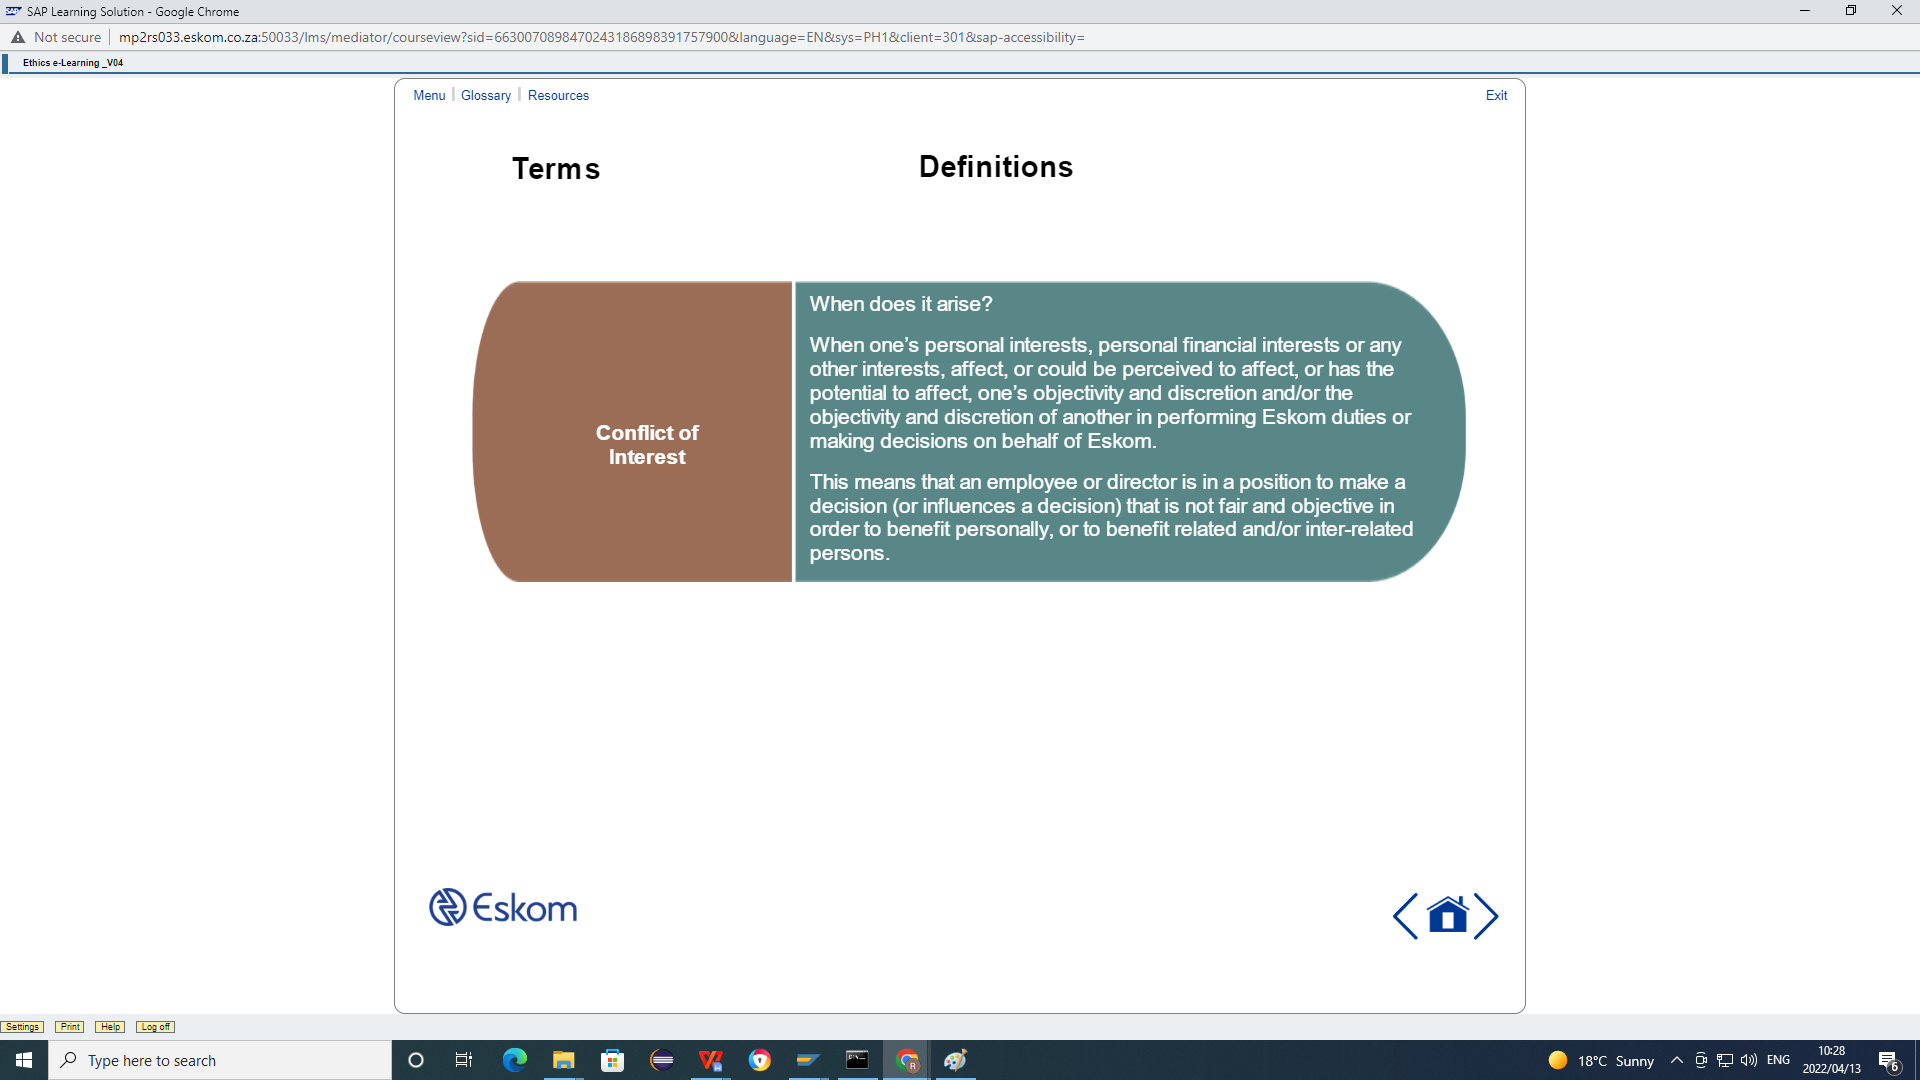 SAP Learning Solution - Google Chrome
Not secure mp2rs033.eskom.co.za:50033/lms/mediator/courseview?sid=6630070898470243186898391757900&language=EN&sys=PH1&client=301&sap-accessibility=
Ethics e-Learning _V04
Menu Glossary Resources Exit
Terms Definitions
When does it arise?
When one's personal interests, personal financial interests or any
other interests, affect, or could be perceived to affect, or has the
potential to affect, one's objectivity and discretion and/or the
objectivity and discretion of another in performing Eskom duties or
making decisions on behalf of Eskom.
This means that an employee or director is in a position to make a
decision (or influences a decision) that is not fair and objective in
order to benefit personally, or to benefit related and/or inter-related
persons.
Conflict of
Interest
Eskom
Settings Print Help Log off
Type here to search
18°C Sunny
ENG
10:28
2022/04/13
6